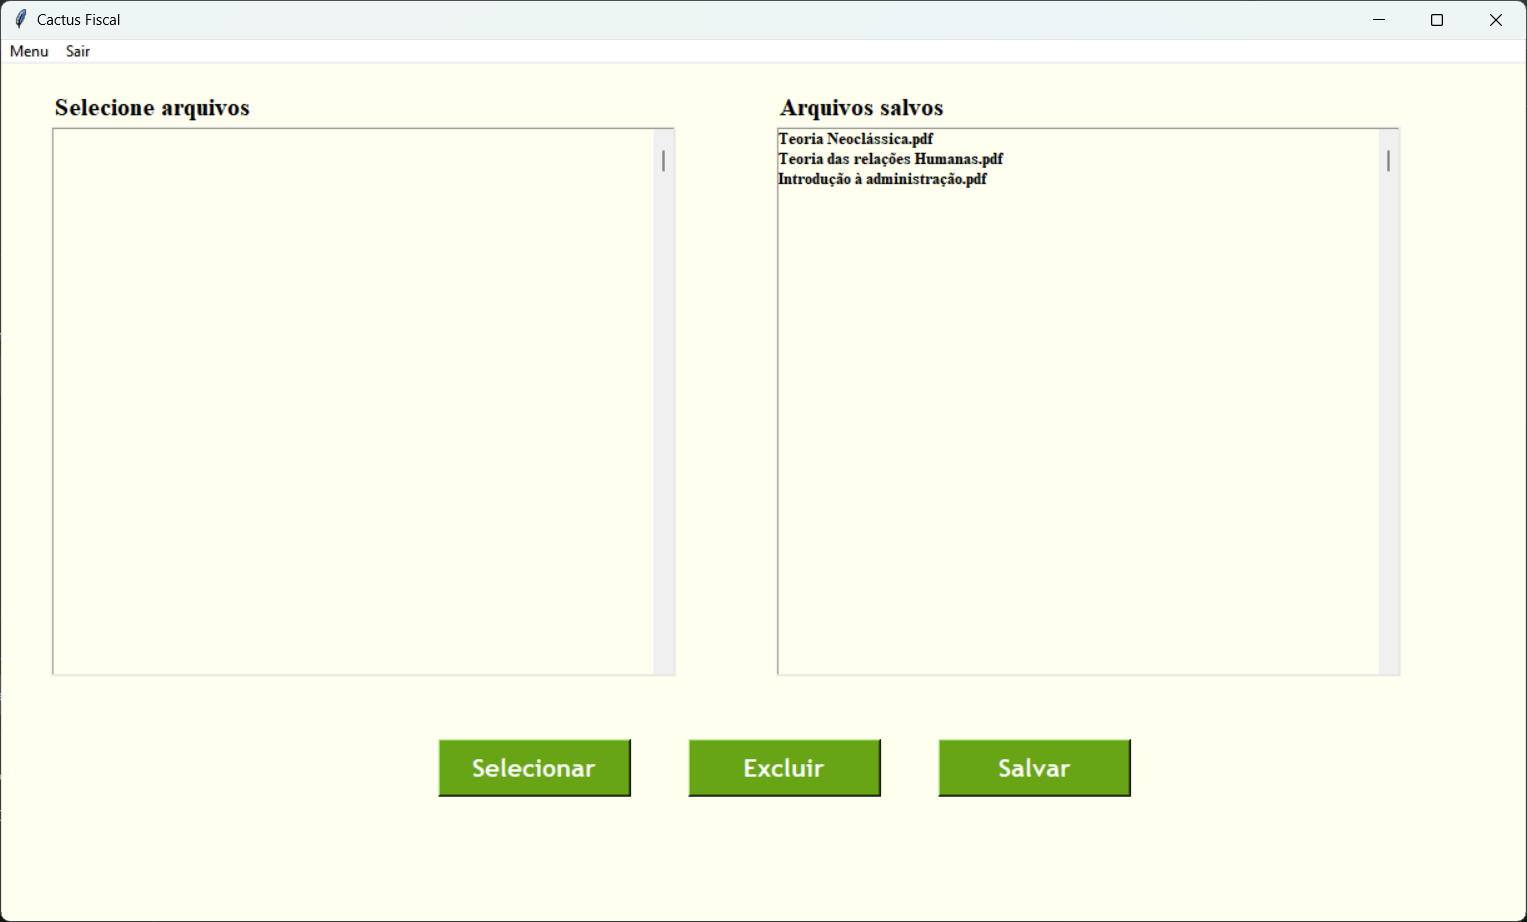 Cactus Fiscal
Menu Sair
Selecione arquivos
Arquivos salvos
Teoria Neoclássica.pdf
Teoria das relações Humanas.pdf
Introdução à administração.pdf
Selecionar
Excluir
Salvar